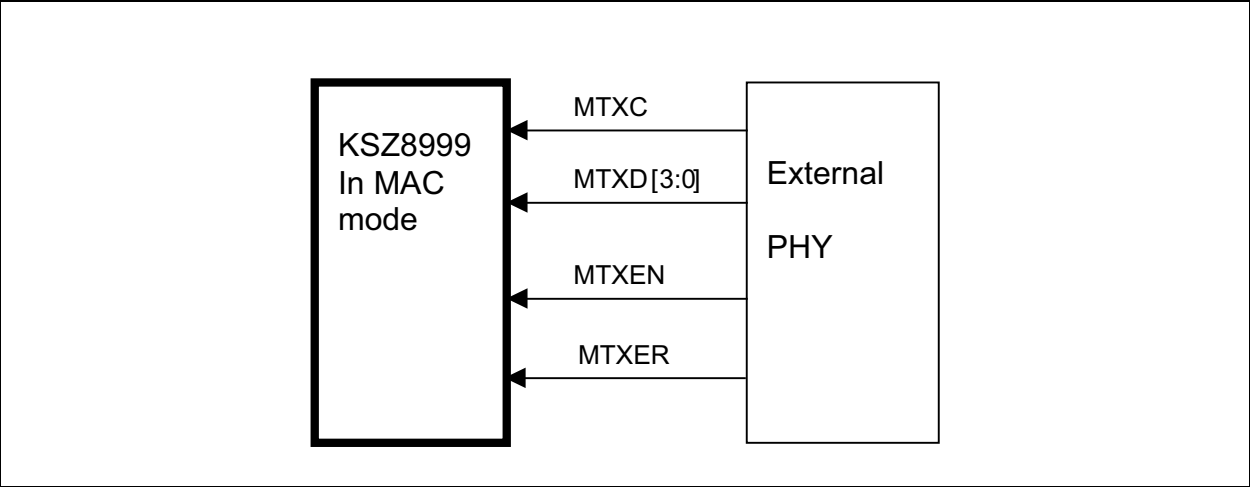 KSZ8999
In MAC
mode
MTXC
MTXD[3:0]
MTXEN
MTXER
External
PHY